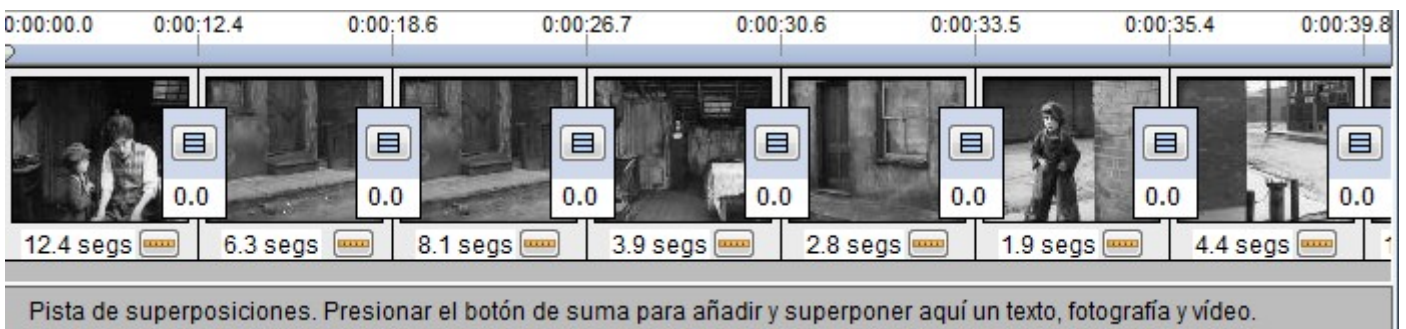 0:00:00.0 0:00:12.4 0:00:18.6 0:00:26.7 0:00:30.6 0:00:33.5 0:00:35.4 0:00:39.8
0.0 0.0 0.0 0.0 0.0 0.0 0.0
12.4 segs 6.3 segs 8.1 segs 3.9 segs 2.8 segs 1.9 segs 4.4 segs
Pista de superposiciones. Presionar el botón de suma para añadir y superponer aquí un texto, fotografía y vídeo.